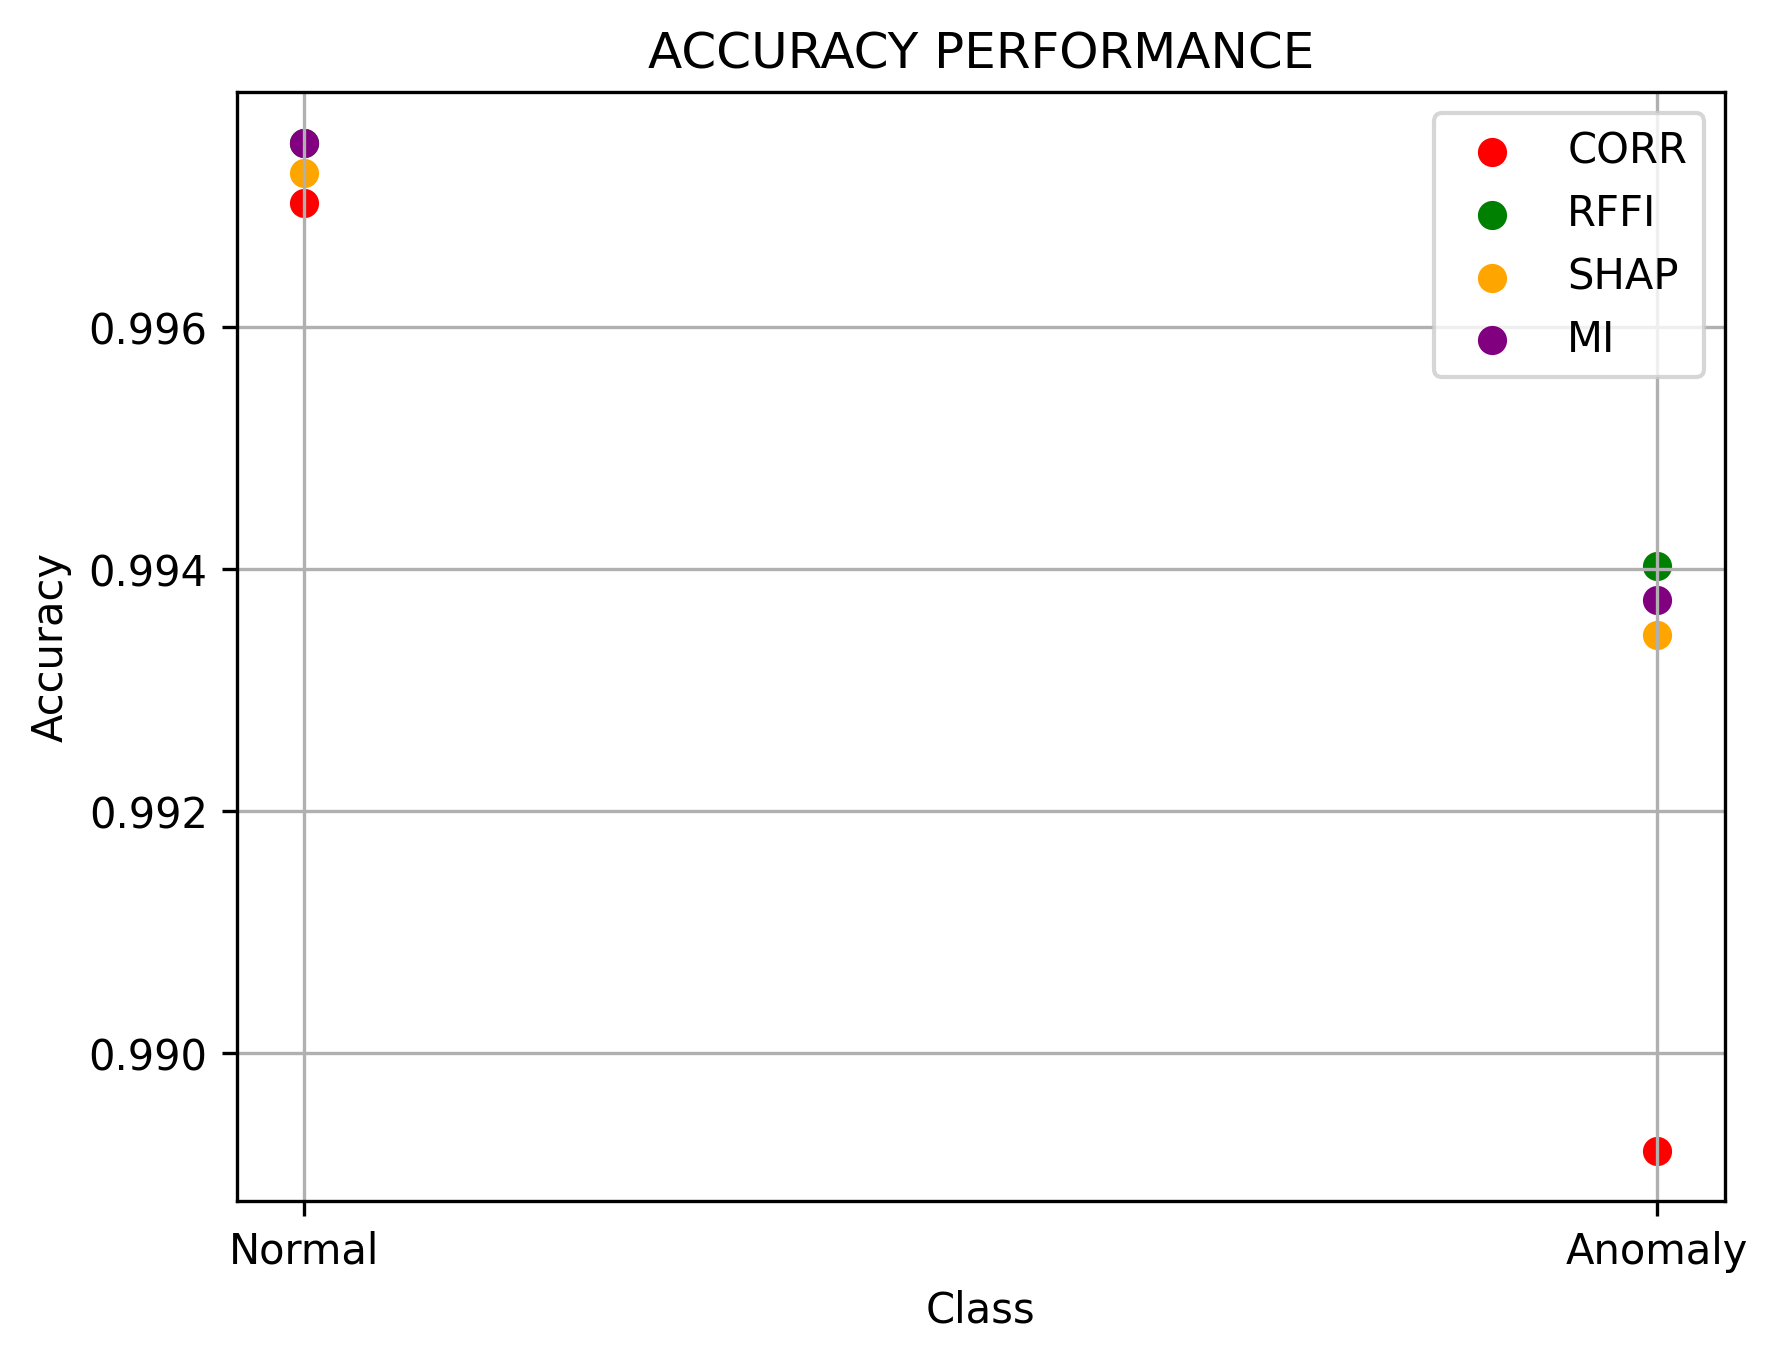 ACCURACY PERFORMANCE
CORR
RFFI
SHAP
MI
0.996
0.994
0.992
0.990
Accuracy
Normal
Anomaly
Class